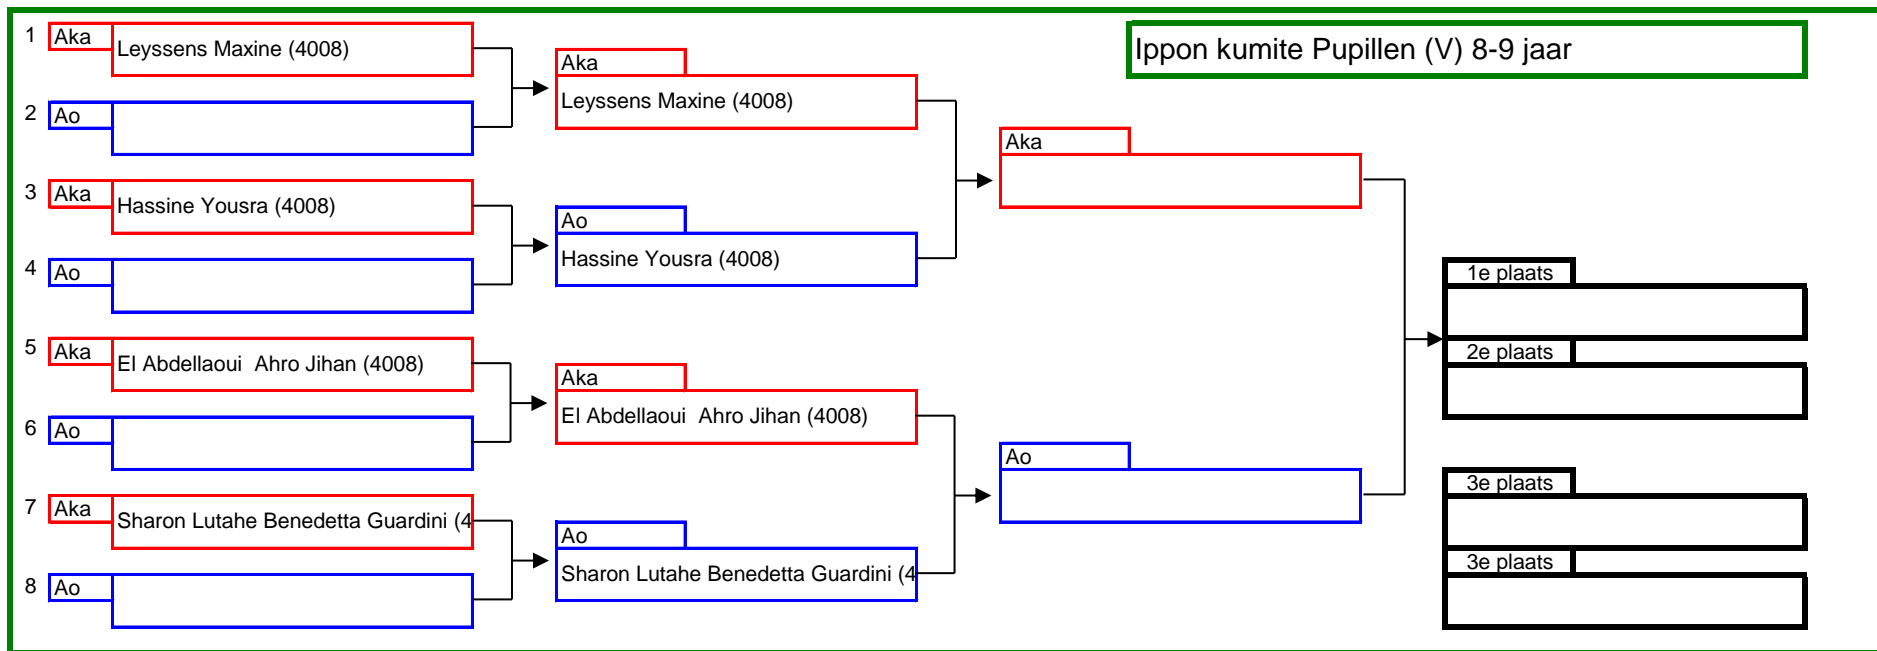 Ippon kumite Pupillen (V) 8-9 jaar
1 Aka
Leyssens Maxine (4008)
2 Ao
3 Aka
Hassine Yousra (4008)
4 Ao
5 Aka
El Abdellaoui  Ahro Jihan (4008)
6 Ao
7 Aka
Sharon Lutahe Benedetta Guardini (4
8 Ao
Aka
Leyssens Maxine (4008)
Ao
Hassine Yousra (4008)
Aka
El Abdellaoui  Ahro Jihan (4008)
Ao
Sharon Lutahe Benedetta Guardini (4
Aka
Ao
1e plaats
2e plaats
3e plaats
3e plaats